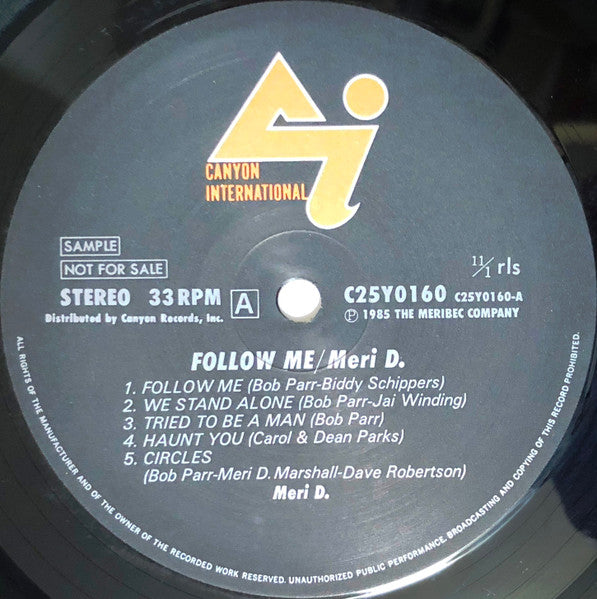 CANYON
INTERNATIONAL
SAMPLE
NOT FOR SALE
11/1 rls
STEREO 33 RPM A C25Y0160 C25Y0160-A
Distributed by Canyon Records, Inc. Ⓟ 1985 THE MERIBEC COMPANY
FOLLOW ME/Meri D.
1. FOLLOW ME (Bob Parr-Biddy Schippers)
2. WE STAND ALONE (Bob Parr-Jai Winding)
3. TRIED TO BE A MAN (Bob Parr)
4. HAUNT YOU (Carol & Dean Parks)
5. CIRCLES
(Bob Parr-Meri D. Marshall-Dave Robertson)
Meri D.
ALL RIGHTS OF THE MANUFACTURER AND OF THE OWNER OF THE RECORDED WORK RESERVED. UNAUTHORIZED PUBLIC PERFORMANCE, BROADCASTING AND COPYING OF THIS RECORD PROHIBITED.